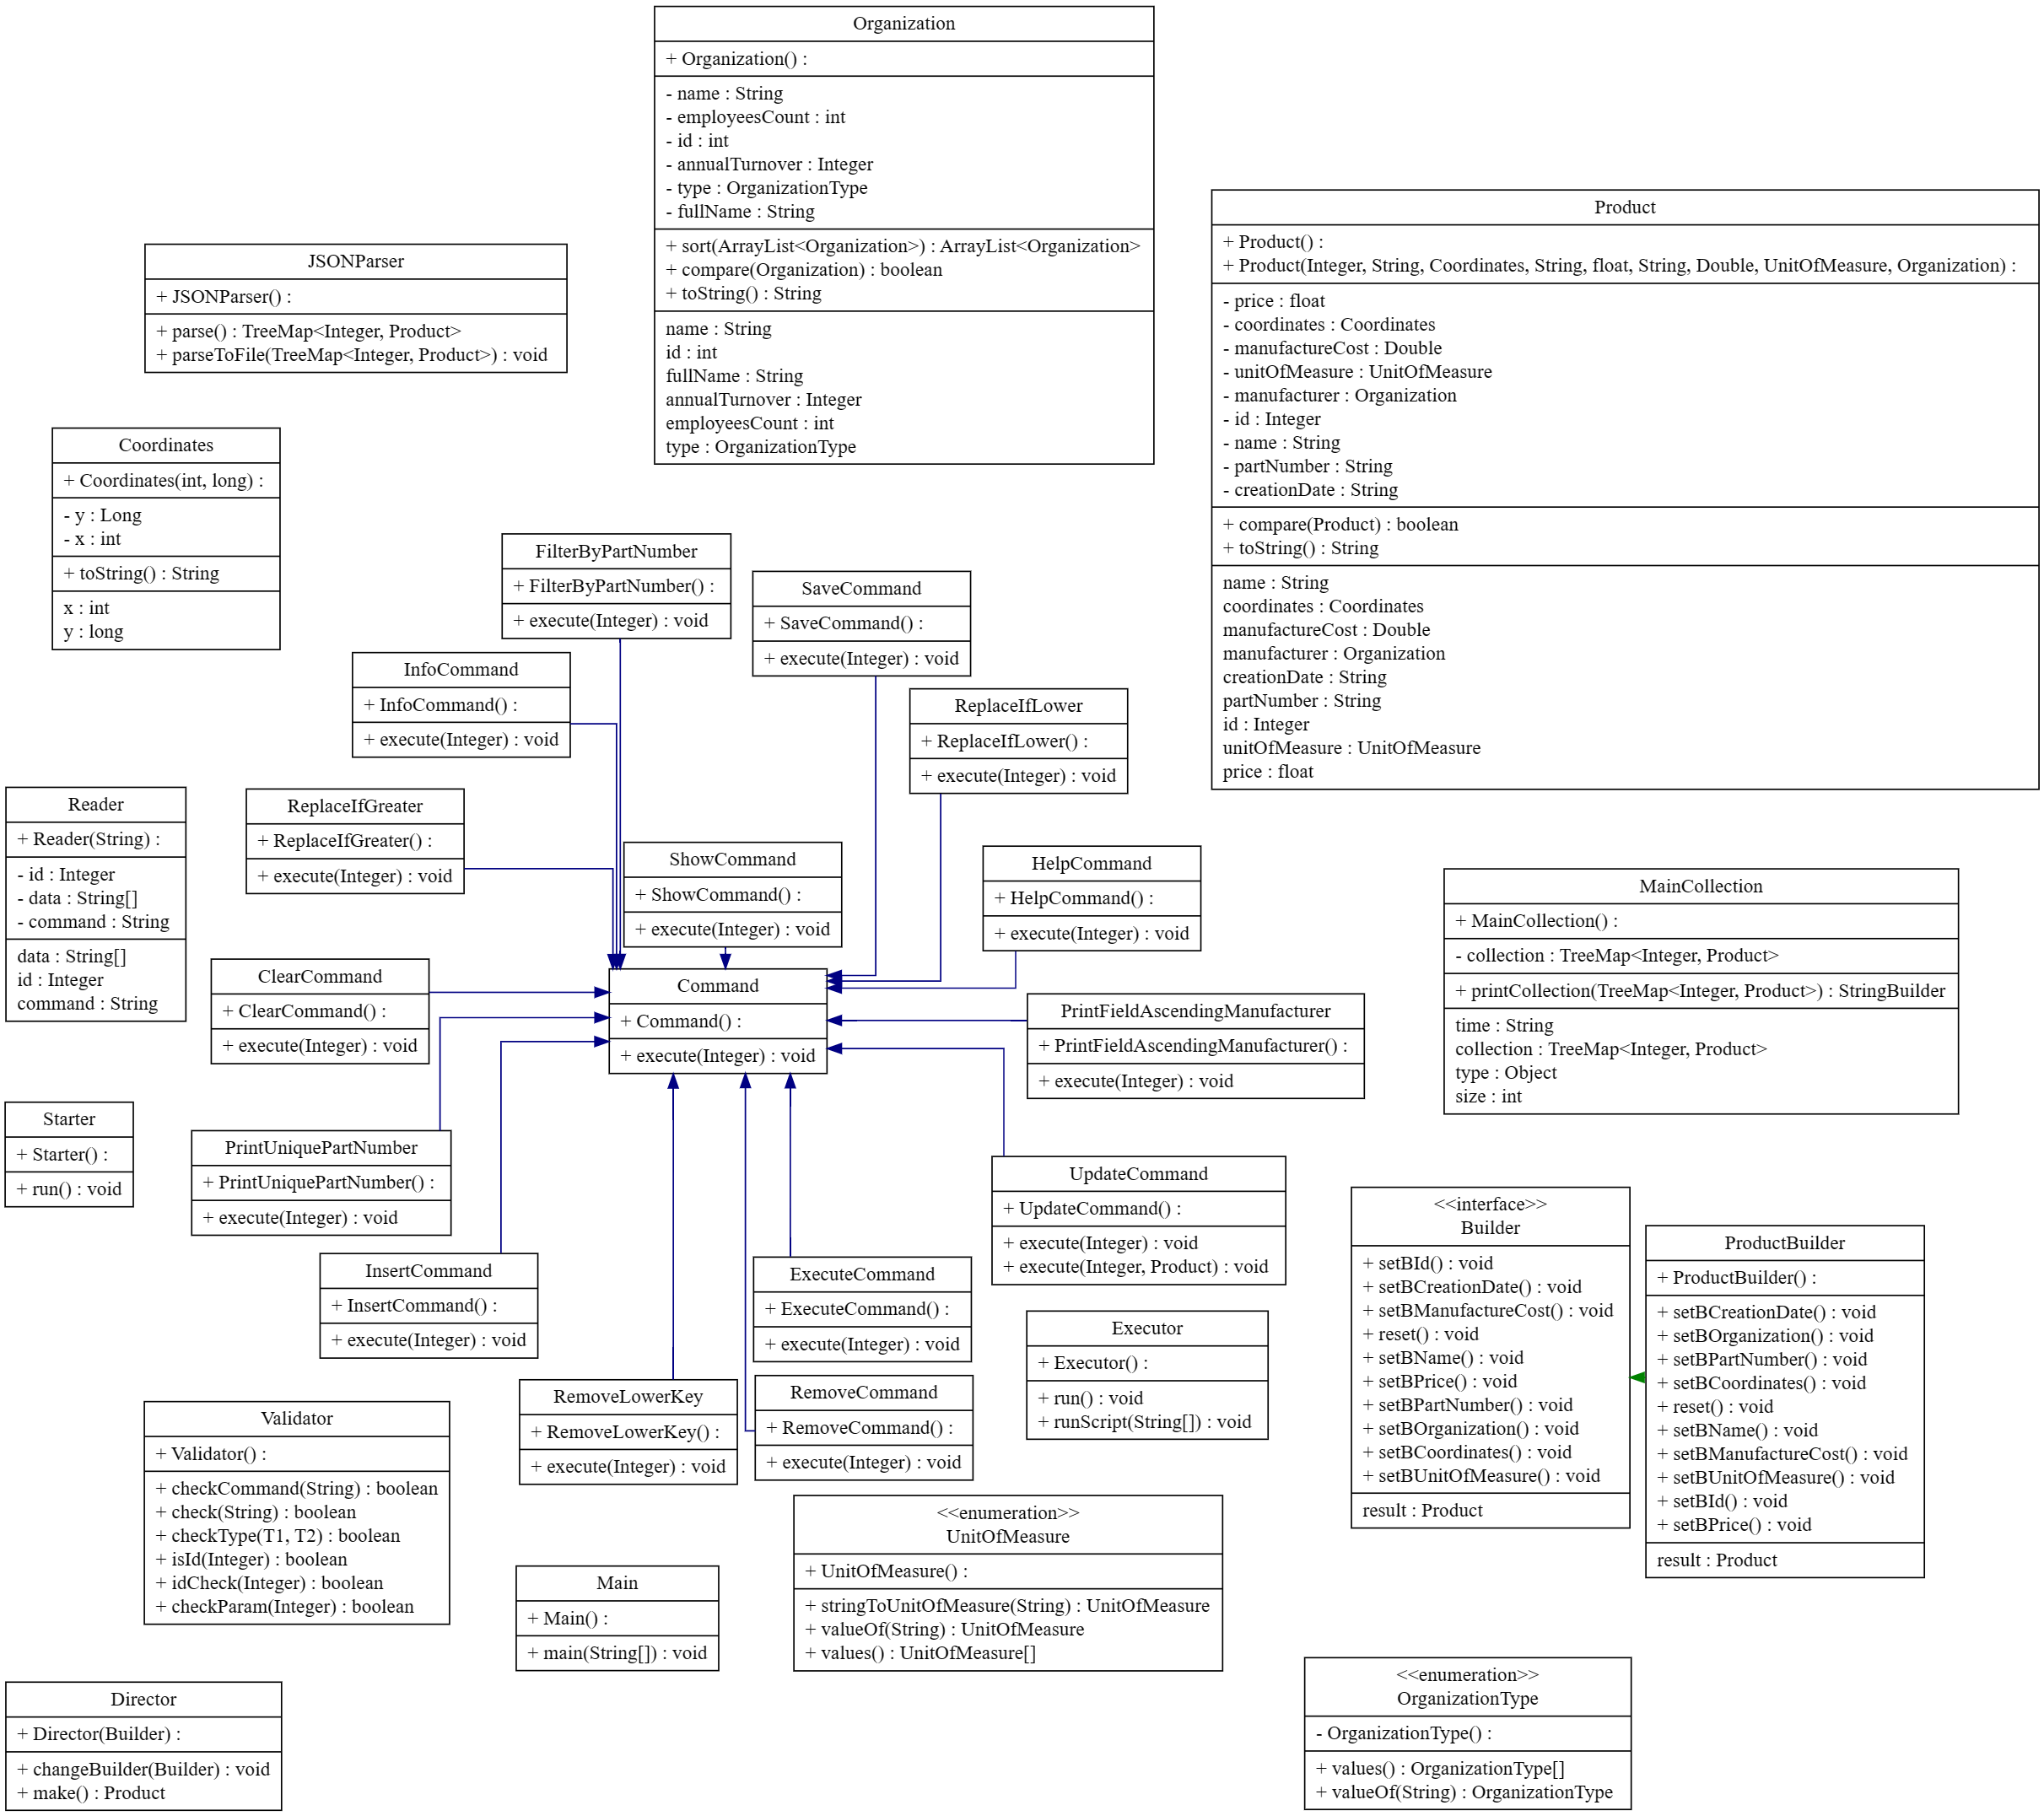 Organization
+ Organization() :
- name : String
- employeesCount : int
- id : int
- annualTurnover : Integer
- type : OrganizationType
- fullName : String
+ sort(ArrayList<Organization>) : ArrayList<Organization>
+ compare(Organization) : boolean
+ toString() : String
name : String
id : int
fullName : String
annualTurnover : Integer
employeesCount : int
type : OrganizationType
Product
+ Product() :
+ Product(Integer, String, Coordinates, String, float, String, Double, UnitOfMeasure, Organization) :
- price : float
- coordinates : Coordinates
- manufactureCost : Double
- unitOfMeasure : UnitOfMeasure
- manufacturer : Organization
- id : Integer
- name : String
- partNumber : String
- creationDate : String
+ compare(Product) : boolean
+ toString() : String
name : String
coordinates : Coordinates
manufactureCost : Double
manufacturer : Organization
creationDate : String
partNumber : String
id : Integer
unitOfMeasure : UnitOfMeasure
price : float
JSONParser
+ JSONParser() :
+ parse() : TreeMap<Integer, Product>
+ parseToFile(TreeMap<Integer, Product>) : void
Coordinates
+ Coordinates(int, long) :
- y : Long
- x : int
+ toString() : String
x : int
y : long
FilterByPartNumber
+ FilterByPartNumber() :
+ execute(Integer) : void
SaveCommand
+ SaveCommand() :
+ execute(Integer) : void
InfoCommand
+ InfoCommand() :
+ execute(Integer) : void
ReplaceIfLower
+ ReplaceIfLower() :
+ execute(Integer) : void
Reader
+ Reader(String) :
- id : Integer
- data : String[]
- command : String
data : String[]
id : Integer
command : String
ReplaceIfGreater
+ ReplaceIfGreater() :
+ execute(Integer) : void
ShowCommand
+ ShowCommand() :
+ execute(Integer) : void
HelpCommand
+ HelpCommand() :
+ execute(Integer) : void
MainCollection
+ MainCollection() :
- collection : TreeMap<Integer, Product>
+ printCollection(TreeMap<Integer, Product>) : StringBuilder
time : String
collection : TreeMap<Integer, Product>
type : Object
size : int
ClearCommand
+ ClearCommand() :
+ execute(Integer) : void
Command
+ Command() :
+ execute(Integer) : void
PrintFieldAscendingManufacturer
+ PrintFieldAscendingManufacturer() :
+ execute(Integer) : void
Starter
+ Starter() :
+ run() : void
PrintUniquePartNumber
+ PrintUniquePartNumber() :
+ execute(Integer) : void
UpdateCommand
+ UpdateCommand() :
+ execute(Integer) : void
+ execute(Integer, Product) : void
<<interface>>
Builder
+ setBId() : void
+ setBCreationDate() : void
+ setBManufactureCost() : void
+ reset() : void
+ setBName() : void
+ setBPrice() : void
+ setBPartNumber() : void
+ setBOrganization() : void
+ setBCoordinates() : void
+ setBUnitOfMeasure() : void
result : Product
ProductBuilder
+ ProductBuilder() :
+ setBCreationDate() : void
+ setBOrganization() : void
+ setBPartNumber() : void
+ setBCoordinates() : void
+ reset() : void
+ setBName() : void
+ setBManufactureCost() : void
+ setBUnitOfMeasure() : void
+ setBId() : void
+ setBPrice() : void
result : Product
InsertCommand
+ InsertCommand() :
+ execute(Integer) : void
ExecuteCommand
+ ExecuteCommand() :
+ execute(Integer) : void
Executor
+ Executor() :
+ run() : void
+ runScript(String[]) : void
RemoveLowerKey
+ RemoveLowerKey() :
+ execute(Integer) : void
RemoveCommand
+ RemoveCommand() :
+ execute(Integer) : void
Validator
+ Validator() :
+ checkCommand(String) : boolean
+ check(String) : boolean
+ checkType(T1, T2) : boolean
+ isId(Integer) : boolean
+ idCheck(Integer) : boolean
+ checkParam(Integer) : boolean
<<enumeration>>
UnitOfMeasure
+ UnitOfMeasure() :
+ stringToUnitOfMeasure(String) : UnitOfMeasure
+ valueOf(String) : UnitOfMeasure
+ values() : UnitOfMeasure[]
Main
+ Main() :
+ main(String[]) : void
<<enumeration>>
OrganizationType
- OrganizationType() :
+ values() : OrganizationType[]
+ valueOf(String) : OrganizationType
Director
+ Director(Builder) :
+ changeBuilder(Builder) : void
+ make() : Product